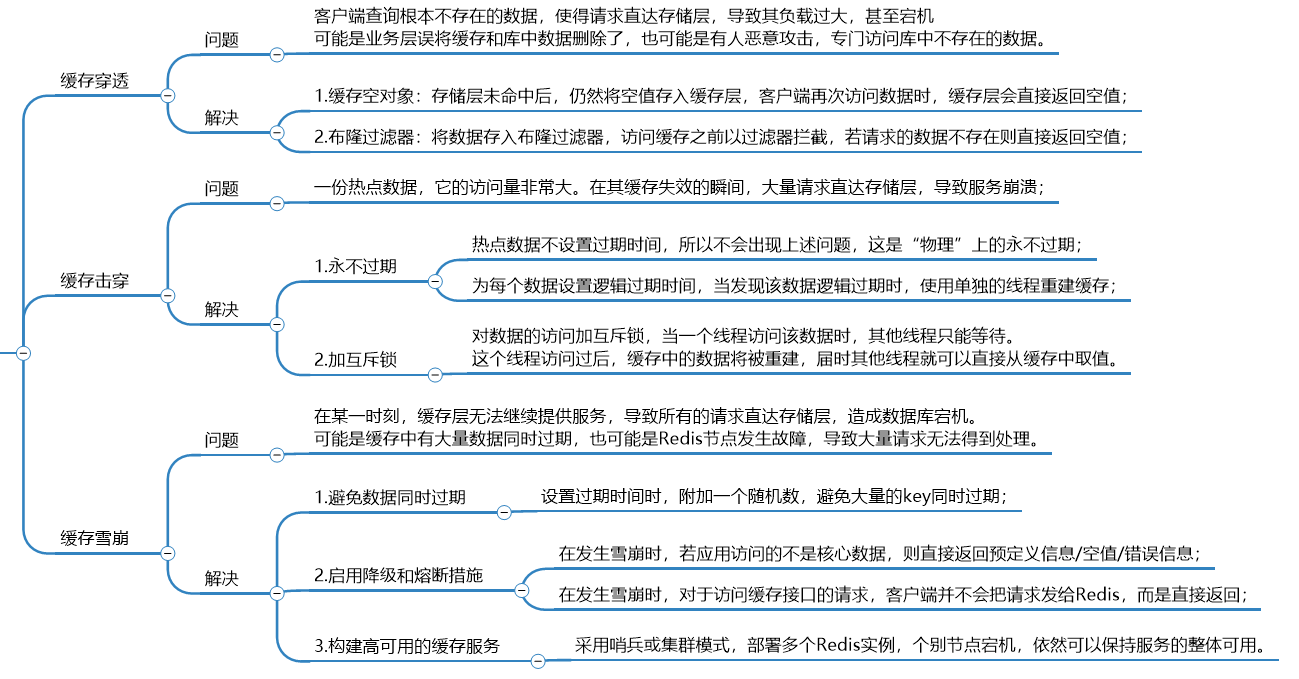 缓存穿透
问题
客户端查询根本不存在的数据，使得请求直达存储层，导致其负载过大，甚至宕机
可能是业务层误将缓存和库中数据删除了，也可能是有人恶意攻击，专门访问库中不存在的数据。
解决
1.缓存空对象：存储层未命中后，仍然将空值存入缓存层，客户端再次访问数据时，缓存层会直接返回空值；
2.布隆过滤器：将数据存入布隆过滤器，访问缓存之前以过滤器拦截，若请求的数据不存在则直接返回空值；
缓存击穿
问题
一份热点数据，它的访问量非常大。在其缓存失效的瞬间，大量请求直达存储层，导致服务崩溃；
解决
1.永不过期
热点数据不设置过期时间，所以不会出现上述问题，这是“物理”上的永不过期；
为每个数据设置逻辑过期时间，当发现该数据逻辑过期时，使用单独的线程重建缓存；
2.加互斥锁
对数据的访问加互斥锁，当一个线程访问该数据时，其他线程只能等待。
这个线程访问过后，缓存中的数据将被重建，届时其他线程就可以直接从缓存中取值。
缓存雪崩
问题
在某一时刻，缓存层无法继续提供服务，导致所有的请求直达存储层，造成数据库宕机。
可能是缓存中有大量数据同时过期，也可能是Redis节点发生故障，导致大量请求无法得到处理。
解决
1.避免数据同时过期
设置过期时间时，附加一个随机数，避免大量的key同时过期；
2.启用降级和熔断措施
在发生雪崩时，若应用访问的不是核心数据，则直接返回预定义信息/空值/错误信息；
在发生雪崩时，对于访问缓存接口的请求，客户端并不会把请求发给Redis，而是直接返回；
3.构建高可用的缓存服务
采用哨兵或集群模式，部署多个Redis实例，个别节点宕机，依然可以保持服务的整体可用。